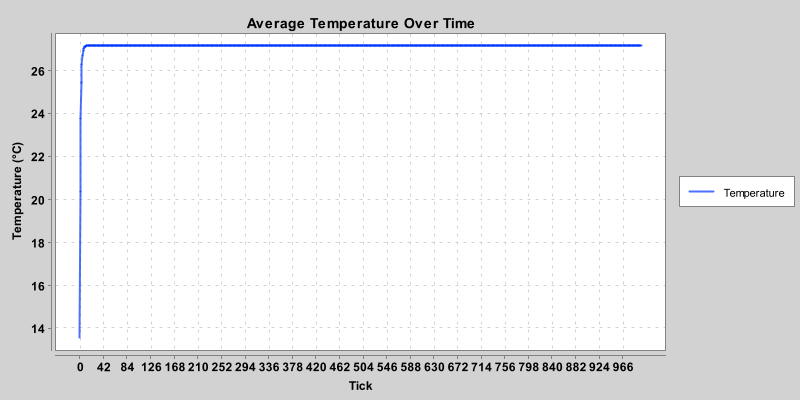 Average Temperature Over Time
26
24
22
20
18
16
14
Temperature (°C)
0 42 84 126 168 210 252 294 336 378 420 462 504 546 588 630 672 714 756 798 840 882 924 966
Tick
Temperature